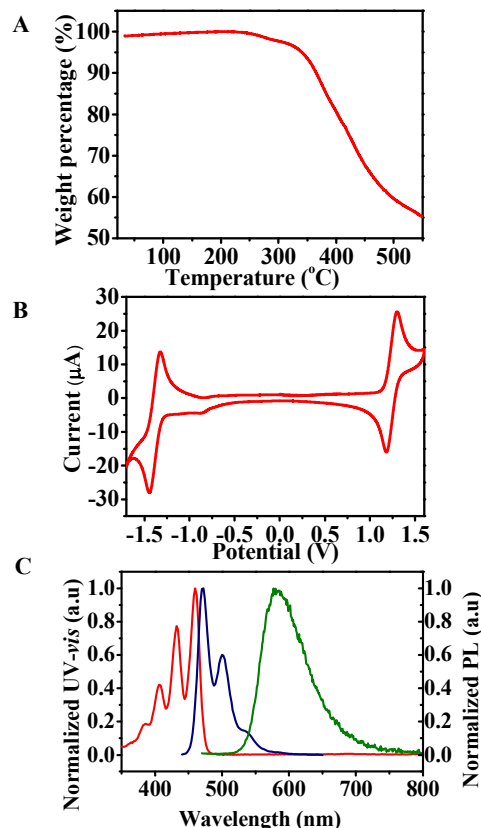 A
Weight percentage (%)
100
90
80
70
60
50
100 200 300 400 500
Temperature (°C)
B
Current (µA)
30
20
10
0
-10
-20
-30
-1.5 -1.0 -0.5 0.0 0.5 1.0 1.5
Potential (V)
C
Normalized UV-vis (a.u)
1.0
0.8
0.6
0.4
0.2
0.0
1.0
0.8
0.6
0.4
0.2
0.0
Normalized PL (a.u)
400 500 600 700 800
Wavelength (nm)